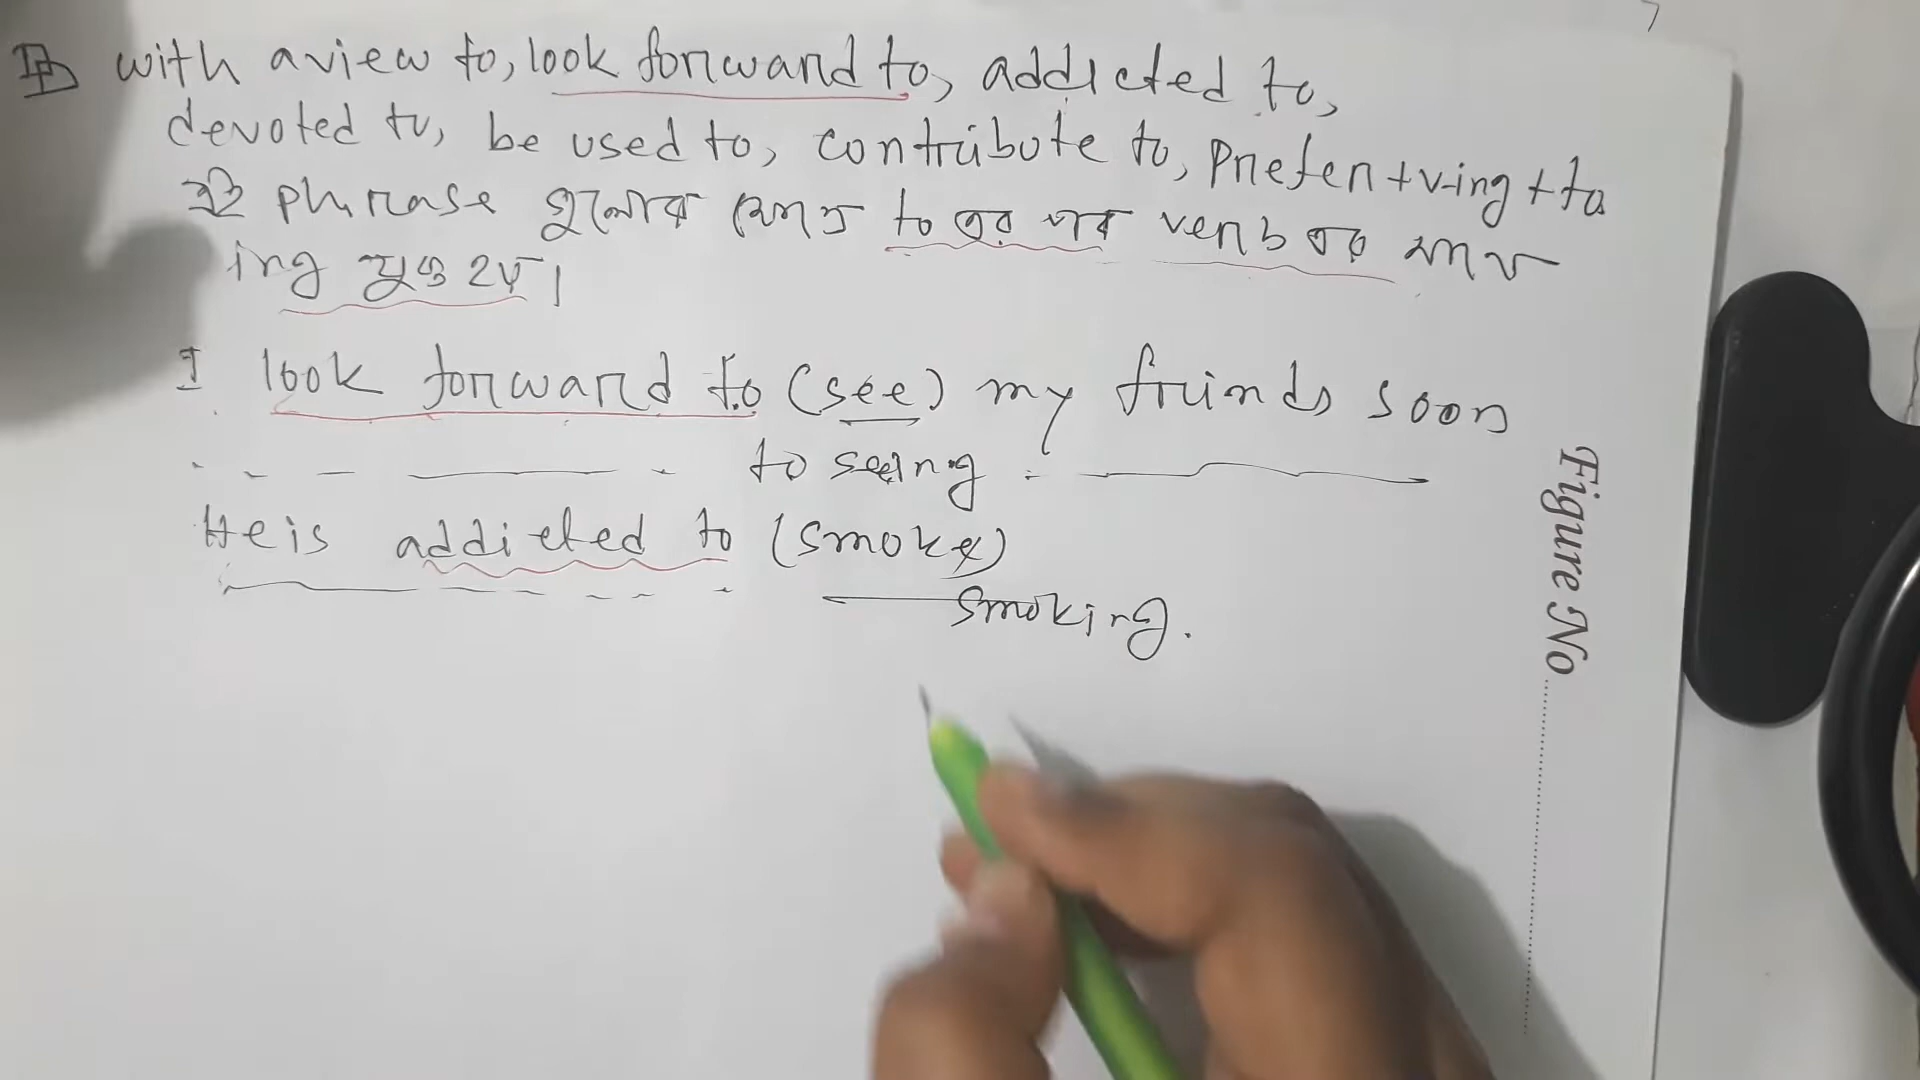 with a view to, look forward to, addicted to,
devoted to, be used to, contribute to, Prefer+v-ing+to
এই phrase গুলোর to এর পর verb এর সাথে
ing যুক্ত হয়।
I look forward to (see) my friends soon
to seeing
He is addicted to (smoke)
smoking.
Figure No